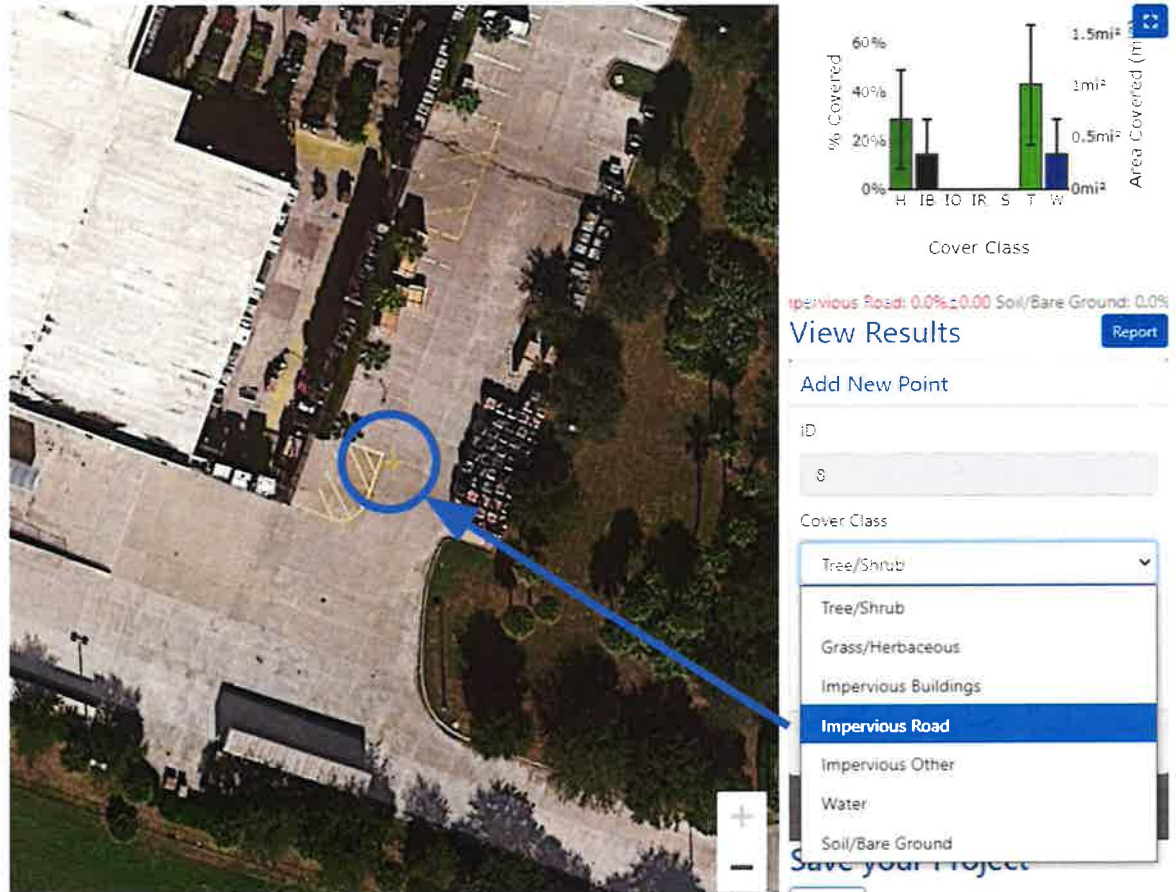 60%
40%
20%
0%
% Covered
1.5mi²
1mi²
0.5mi²
0mi²
Area Covered (m
H IB IO IR S T W
Cover Class
pervious Road: 0.0%±0.00 Soil/Bare Ground: 0.0%
View Results
Report
Add New Point
ID
8
Cover Class
Tree/Shrub
Tree/Shrub
Grass/Herbaceous
Impervious Buildings
Impervious Road
Impervious Other
Water
Soil/Bare Ground
Save your Project
+
−